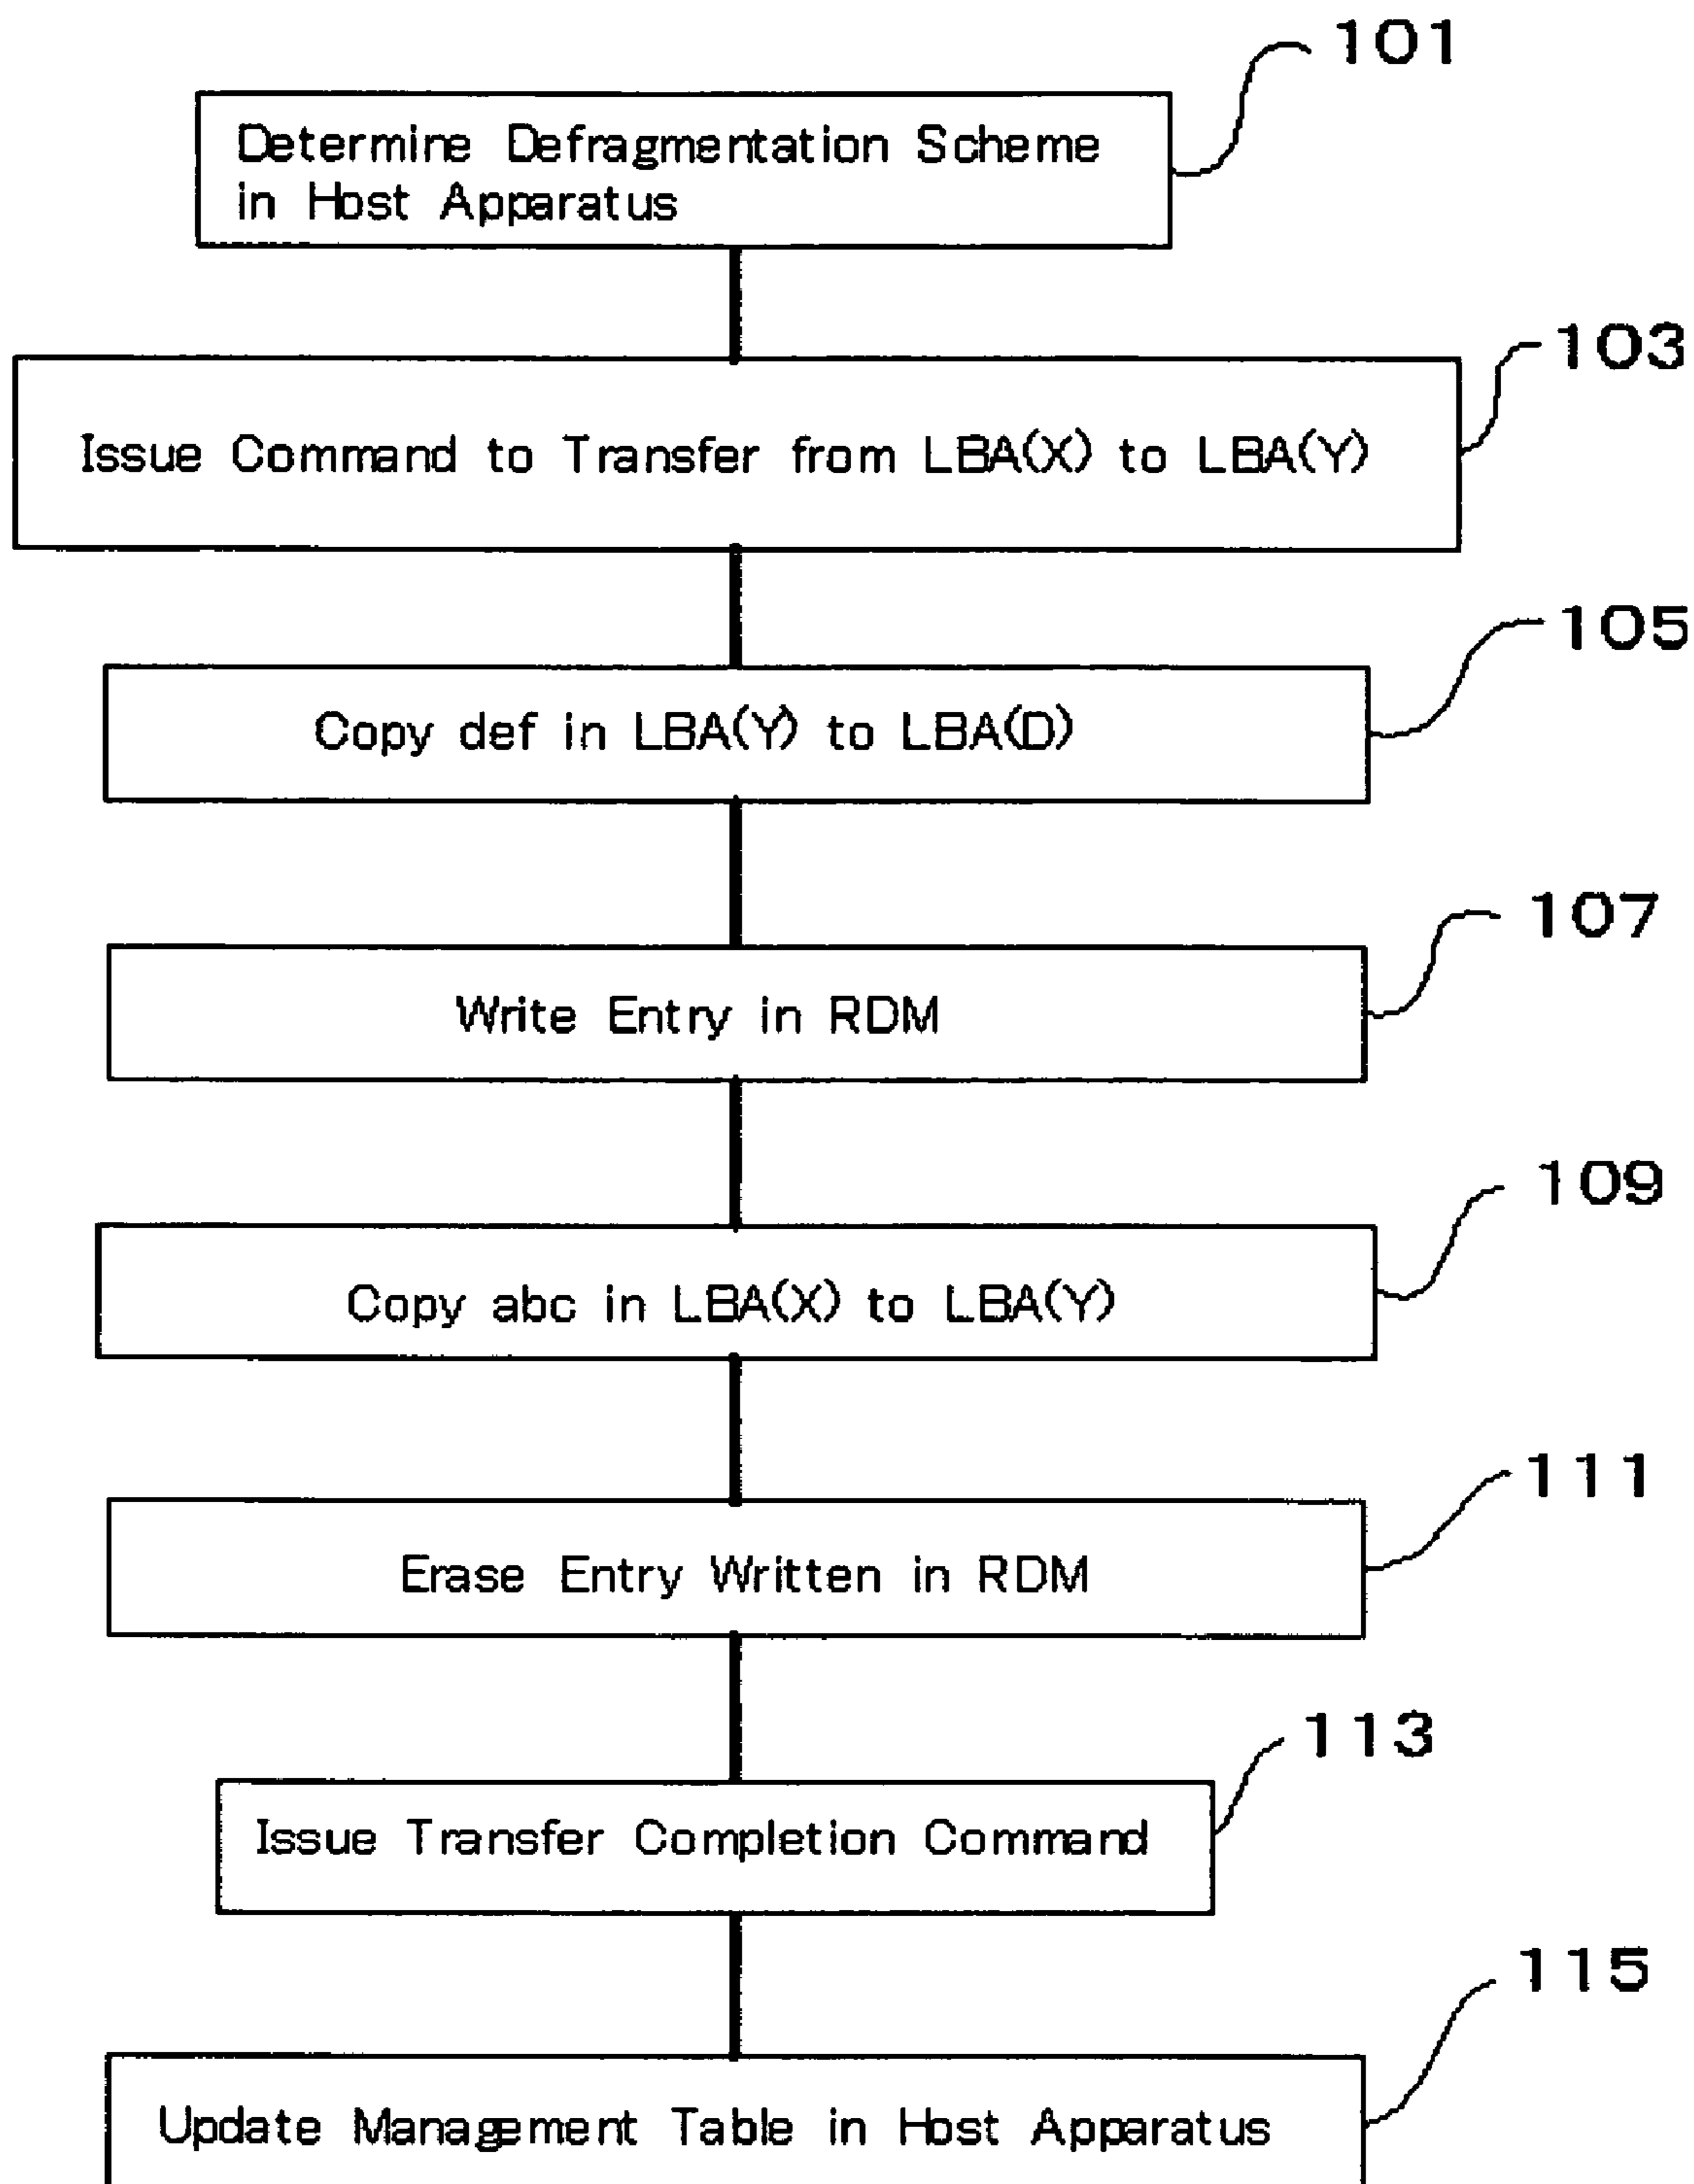 101
Determine Defragmentation Scheme
in Host Apparatus
103
Issue Command to Transfer from LBA(X) to LBA(Y)
105
Copy def in LBA(Y) to LBA(D)
107
Write Entry in RDM
109
Copy abc in LBA(X) to LBA(Y)
111
Erase Entry Written in RDM
113
Issue Transfer Completion Command
115
Update Management Table in Host Apparatus